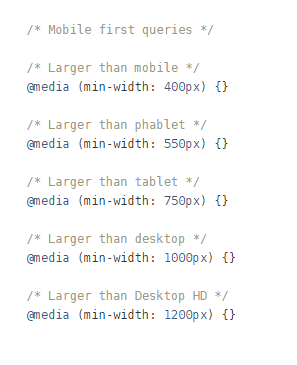 /* Mobile first queries */
/* Larger than mobile */
@media (min-width: 400px) {}
/* Larger than phablet */
@media (min-width: 550px) {}
/* Larger than tablet */
@media (min-width: 750px) {}
/* Larger than desktop */
@media (min-width: 1000px) {}
/* Larger than Desktop HD */
@media (min-width: 1200px) {}